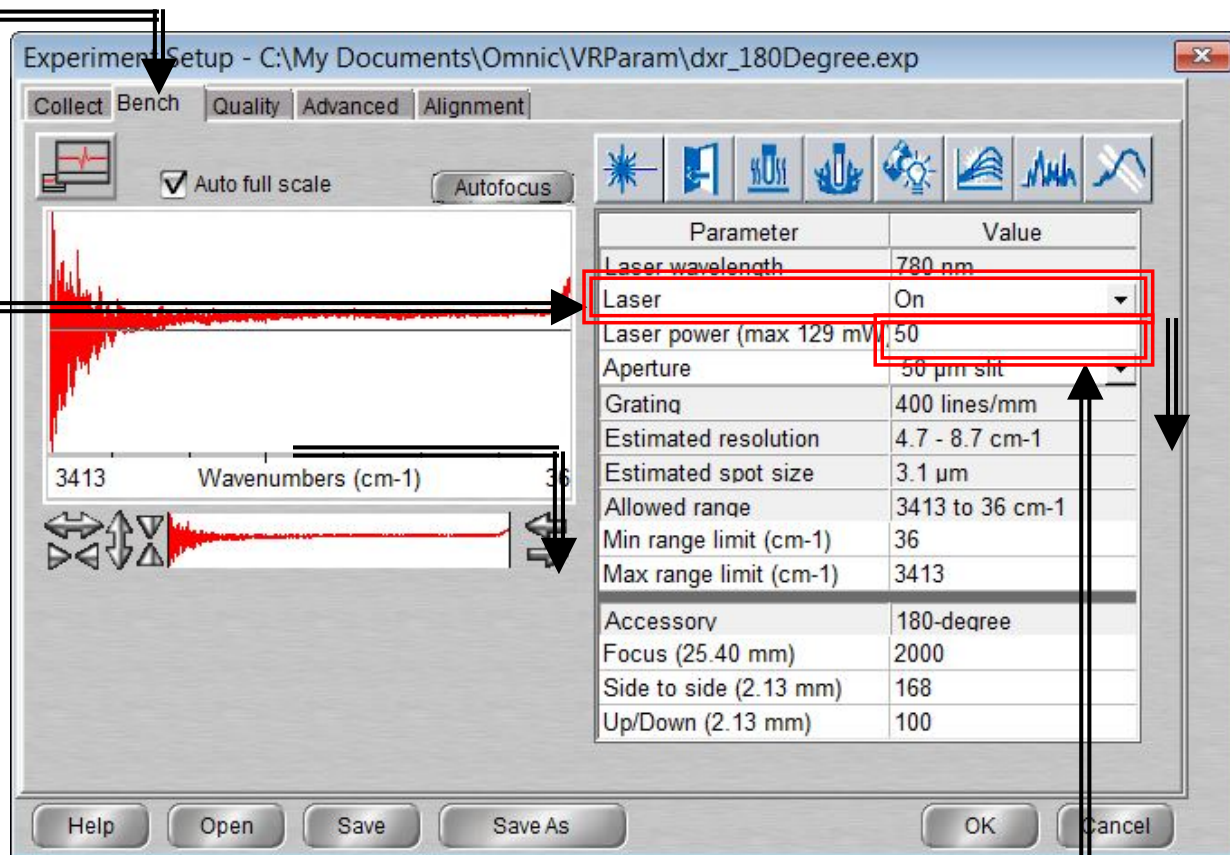 Experiment Setup - C:\My Documents\Omnic\VRParam\dxr_180Degree.exp
Collect Bench Quality Advanced Alignment
Auto full scale Autofocus
3413 Wavenumbers (cm-1) 36
Parameter Value
Laser wavelength 780 nm
Laser On
Laser power (max 129 mW) 50
Aperture 50 µm slit
Grating 400 lines/mm
Estimated resolution 4.7 - 8.7 cm-1
Estimated spot size 3.1 µm
Allowed range 3413 to 36 cm-1
Min range limit (cm-1) 36
Max range limit (cm-1) 3413
Accessory 180-degree
Focus (25.40 mm) 2000
Side to side (2.13 mm) 168
Up/Down (2.13 mm) 100
Help Open Save Save As OK Cancel